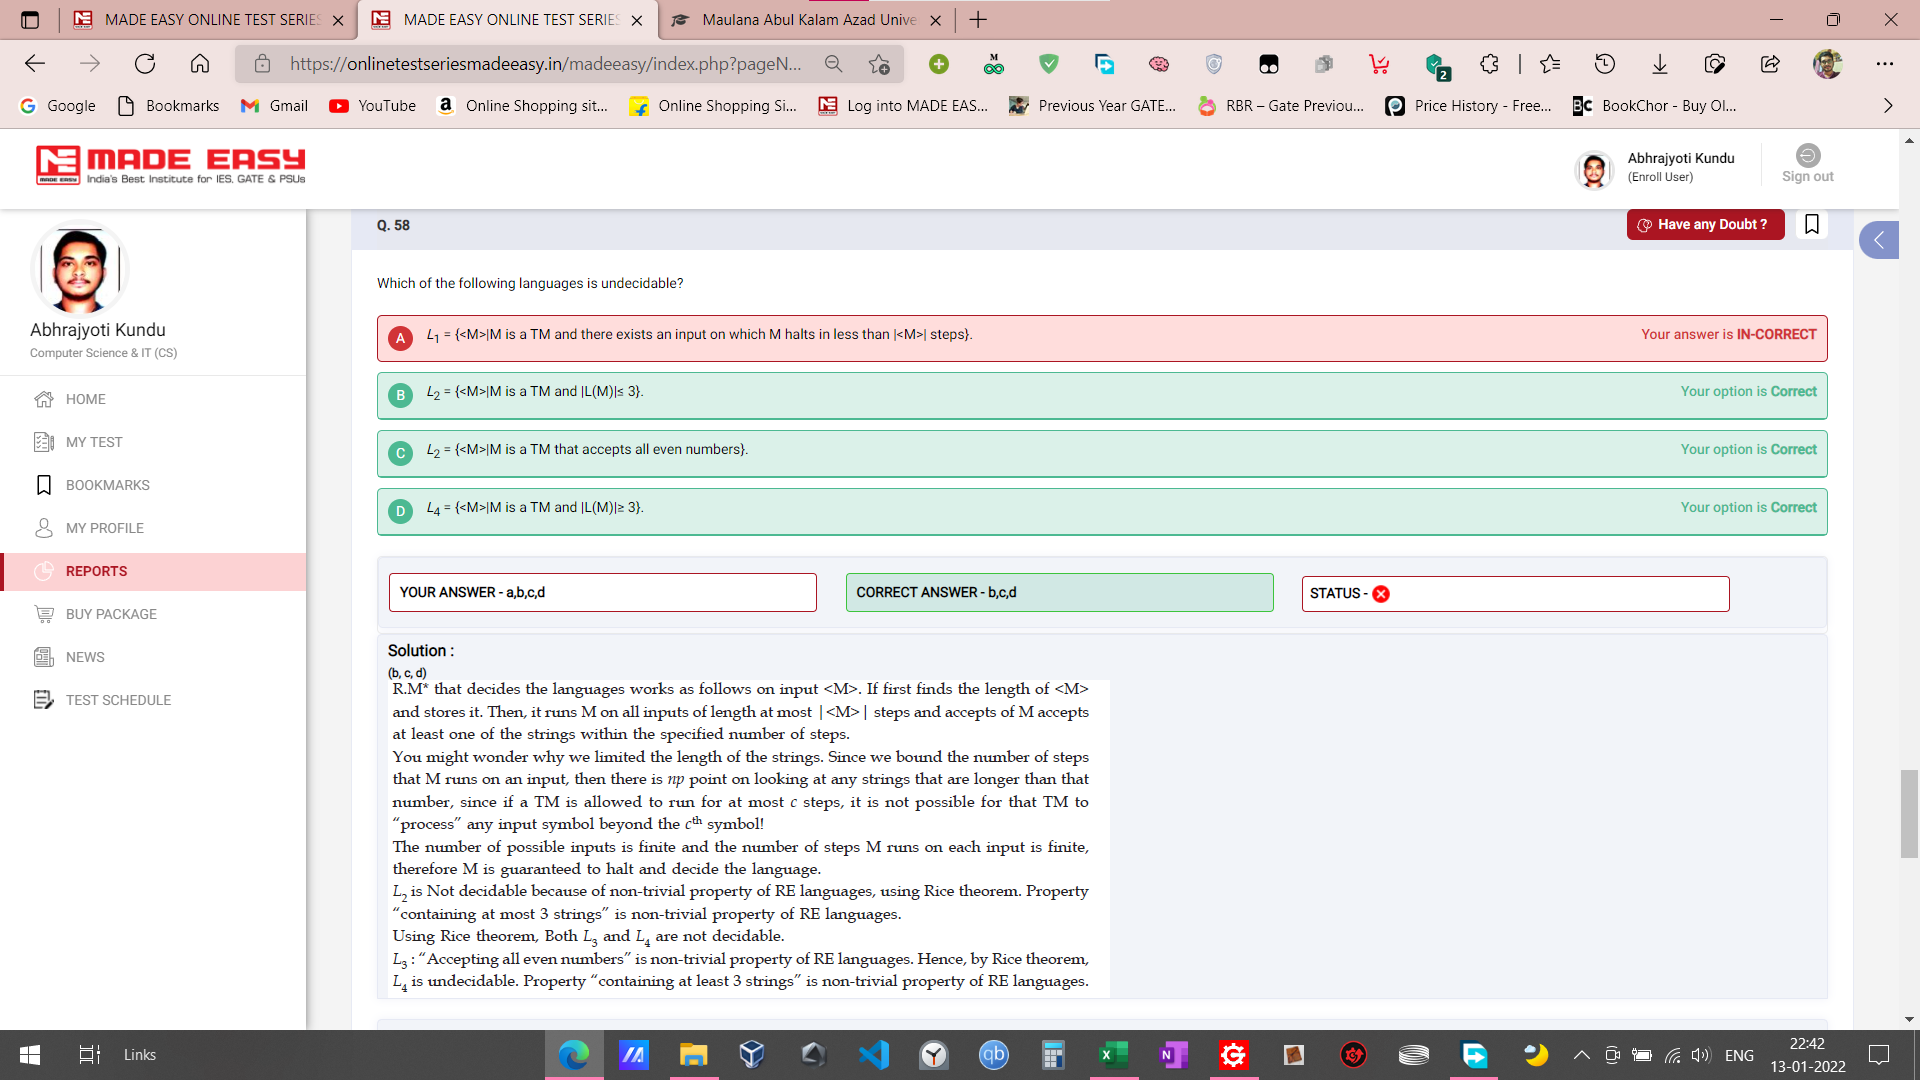 MADE EASY ONLINE TEST SERIES
MADE EASY ONLINE TEST SERIES
Maulana Abul Kalam Azad Unive
https://onlinetestseriesmadeeasy.in/madeeasy/index.php?pageN...
M
2
Google
Bookmarks
Gmail
YouTube
Online Shopping sit...
Online Shopping Si...
Log into MADE EAS...
Previous Year GATE...
RBR – Gate Previou...
Price History - Free...
BookChor - Buy Ol...
MADE EASY
India's Best Institute for IES, GATE & PSUs
Abhrajyoti Kundu
(Enroll User)
Sign out
Abhrajyoti Kundu
Computer Science & IT (CS)
HOME
MY TEST
BOOKMARKS
MY PROFILE
REPORTS
BUY PACKAGE
NEWS
TEST SCHEDULE
Q. 58
Have any Doubt ?
Which of the following languages is undecidable?
A L1 = {<M>|M is a TM and there exists an input on which M halts in less than |<M>| steps}. Your answer is IN-CORRECT
B L2 = {<M>|M is a TM and |L(M)|≤ 3}. Your option is Correct
C L2 = {<M>|M is a TM that accepts all even numbers}. Your option is Correct
D L4 = {<M>|M is a TM and |L(M)|≥ 3}. Your option is Correct
YOUR ANSWER - a,b,c,d
CORRECT ANSWER - b,c,d
STATUS -
Solution :
(b, c, d)
R.M* that decides the languages works as follows on input <M>. If first finds the length of <M>
and stores it. Then, it runs M on all inputs of length at most |<M>| steps and accepts of M accepts
at least one of the strings within the specified number of steps.
You might wonder why we limited the length of the strings. Since we bound the number of steps
that M runs on an input, then there is np point on looking at any strings that are longer than that
number, since if a TM is allowed to run for at most c steps, it is not possible for that TM to
“process” any input symbol beyond the cth symbol!
The number of possible inputs is finite and the number of steps M runs on each input is finite,
therefore M is guaranteed to halt and decide the language.
L2 is Not decidable because of non-trivial property of RE languages, using Rice theorem. Property
“containing at most 3 strings” is non-trivial property of RE languages.
Using Rice theorem, Both L3 and L4 are not decidable.
L3 : “Accepting all even numbers” is non-trivial property of RE languages. Hence, by Rice theorem,
L4 is undecidable. Property “containing at least 3 strings” is non-trivial property of RE languages.
Links
qb
ENG
22:42
13-01-2022